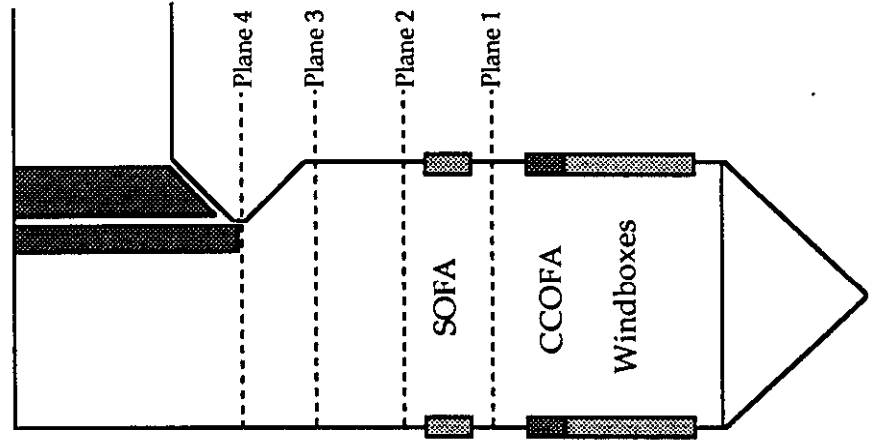 Plane 4
Plane 3
Plane 2
Plane 1
SOFA
CCOFA
Windboxes